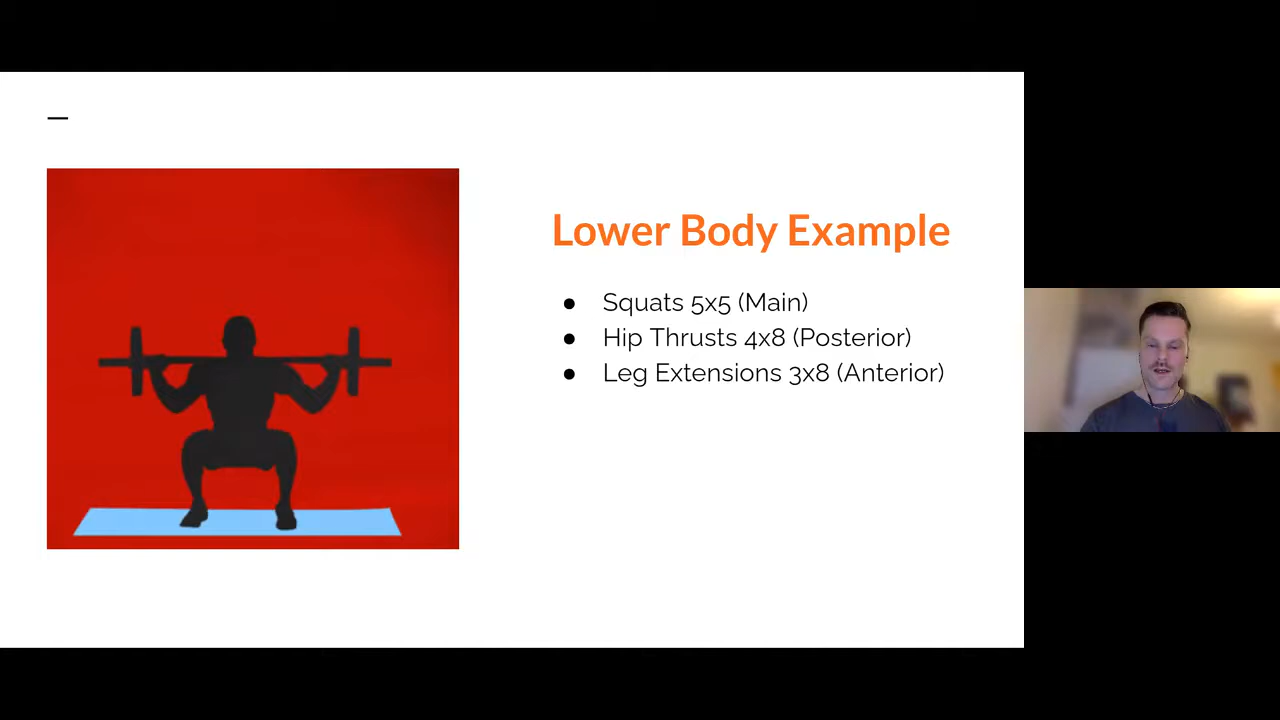 Lower Body Example
● Squats 5x5 (Main)
● Hip Thrusts 4x8 (Posterior)
● Leg Extensions 3x8 (Anterior)